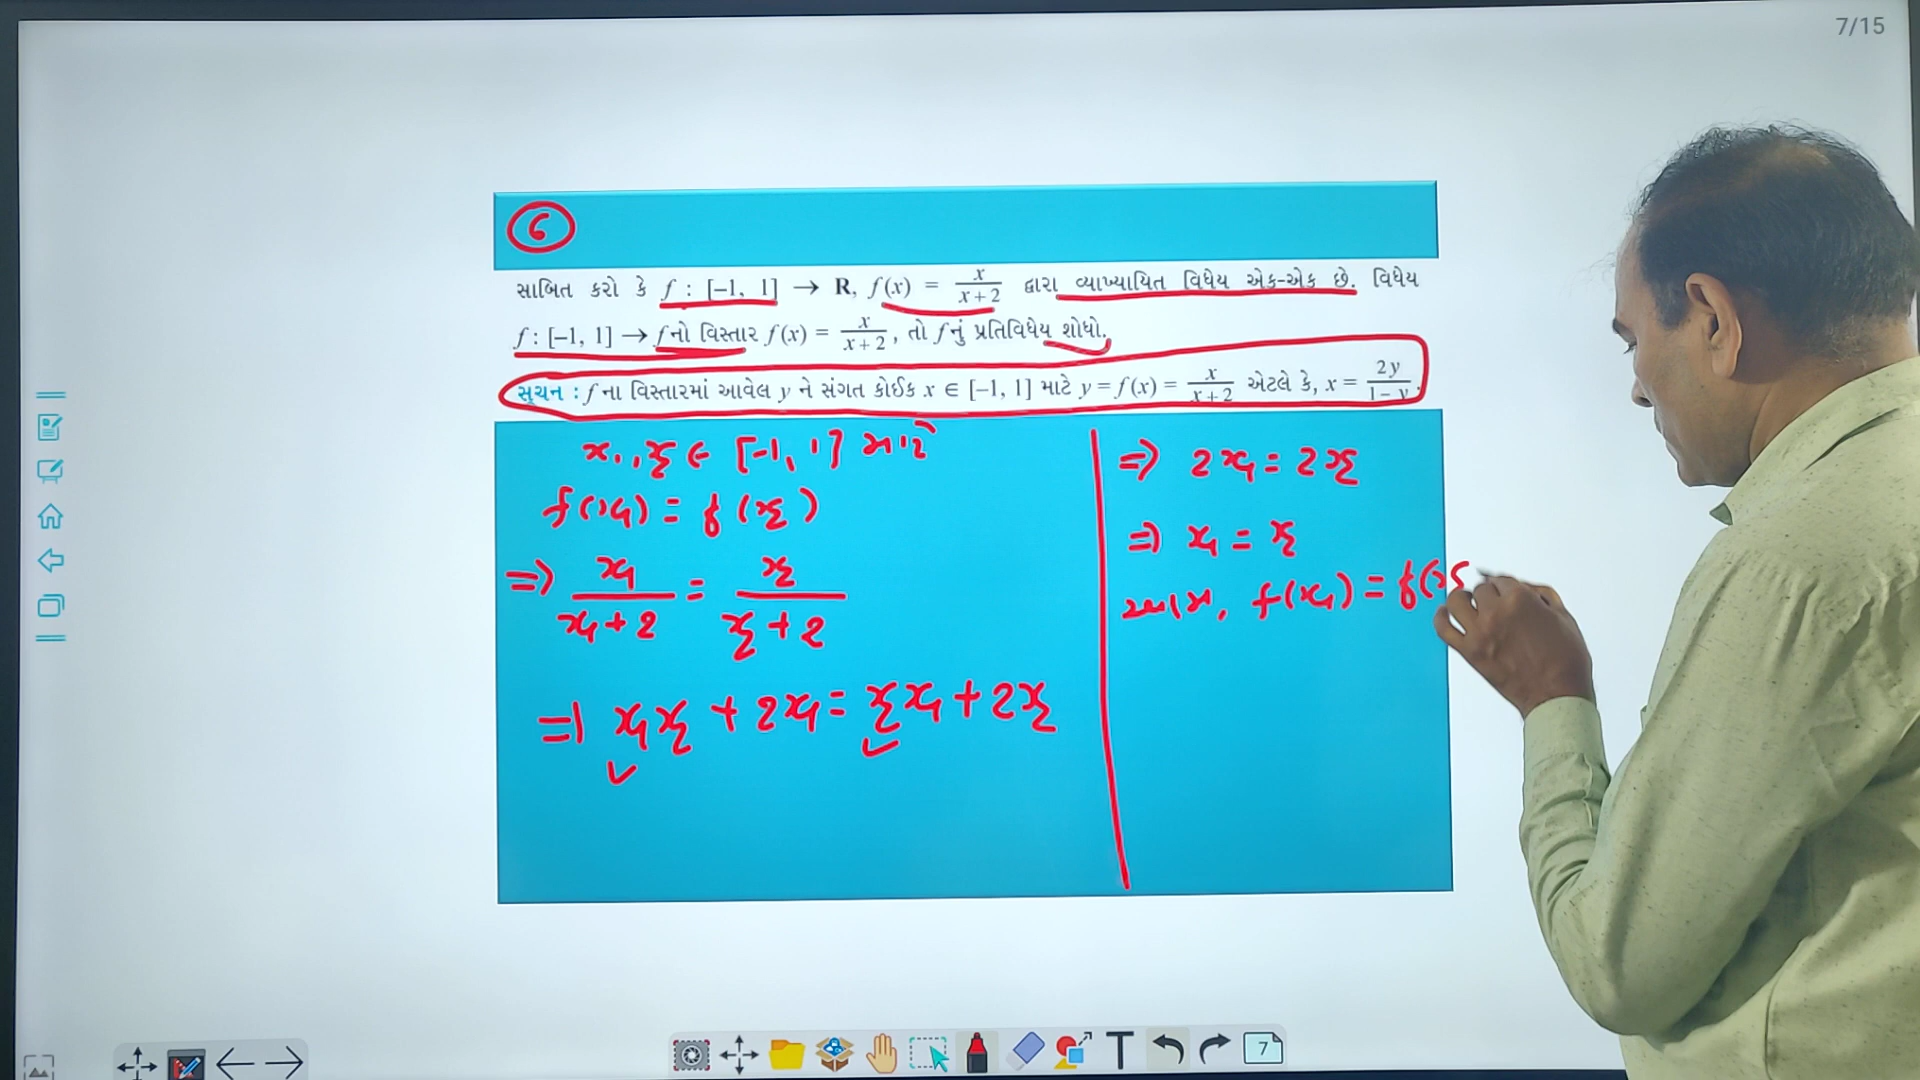 7/15
6
સાબિત કરો કે f : [–1, 1] → R, f(x) = x/(x+2) દ્વારા વ્યાખ્યાયિત વિધેય એક-એક છે. વિધેય
f : [–1, 1] → f નો વિસ્તાર f(x) = x/(x+2), તો f નું પ્રતિવિધેય શોધો.
સૂચન : f ના વિસ્તારમાં આવેલ y ને સંગત કોઈક x ∈ [–1, 1] માટે y = f(x) = x/(x+2) એટલે કે, x = 2y/(1–y).
x₁, x₂ ∈ [-1, 1] માટે
f(x₁) = f(x₂)
⇒ x₁/(x₁+2) = x₂/(x₂+2)
⇒ x₁x₂ + 2x₁ = x₂x₁ + 2x₂
⇒ 2x₁ = 2x₂
⇒ x₁ = x₂
આમ, f(x₁) = f(x
T
7